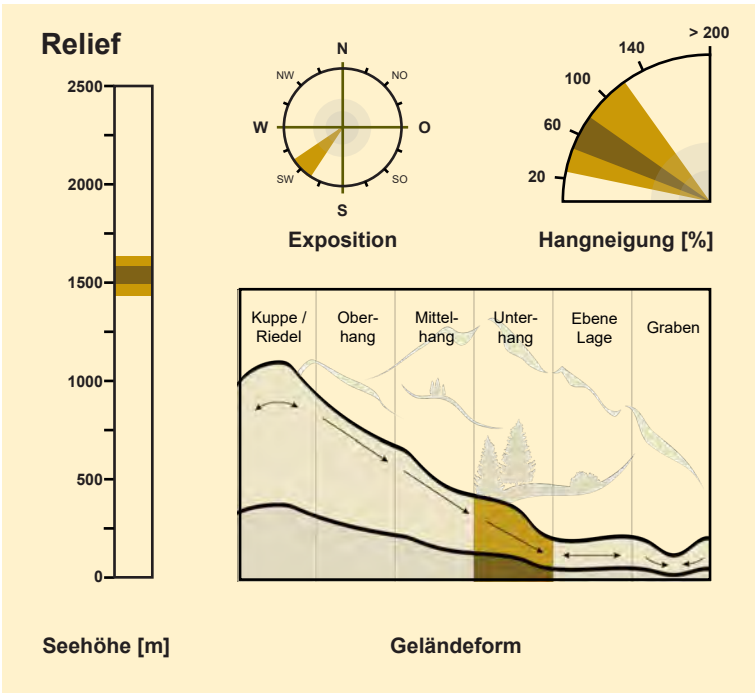 Relief
2500
2000
1500
1000
500
0
Seehöhe [m]
N
NW
NO
W
O
SW
SO
S
Exposition
> 200
140
100
60
20
Hangneigung [%]
Kuppe /
Riedel
Ober-
hang
Mittel-
hang
Unter-
hang
Ebene
Lage
Graben
Geländeform